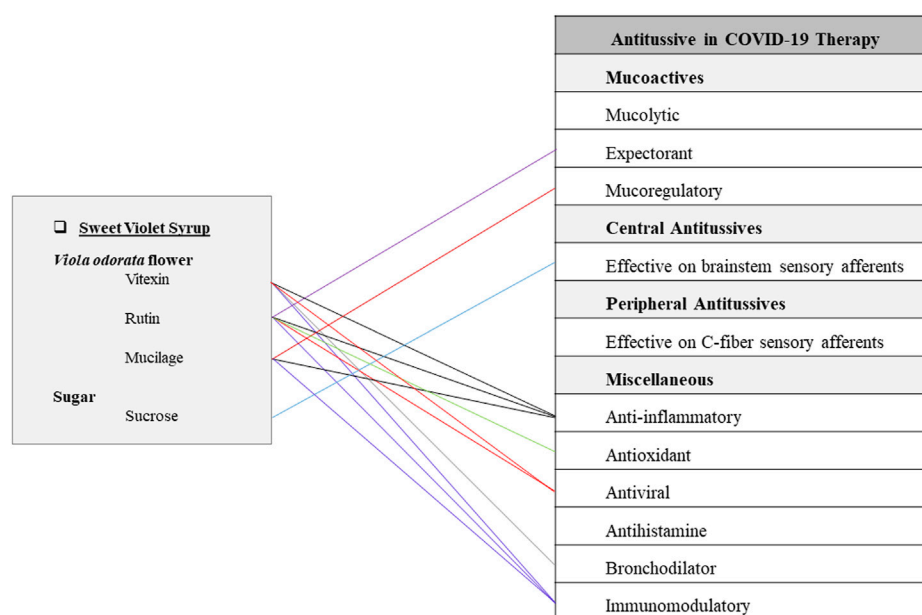 ❑ Sweet Violet Syrup
Viola odorata flower
Vitexin
Rutin
Mucilage
Sugar
Sucrose
Antitussive in COVID-19 Therapy
Mucoactives
Mucolytic
Expectorant
Mucoregulatory
Central Antitussives
Effective on brainstem sensory afferents
Peripheral Antitussives
Effective on C-fiber sensory afferents
Miscellaneous
Anti-inflammatory
Antioxidant
Antiviral
Antihistamine
Bronchodilator
Immunomodulatory